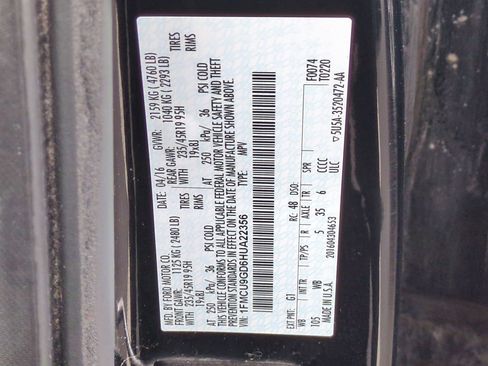 MFD. BY FORD MOTOR CO.
DATE: 04/16 GVWR: 2159 KG ( 4760 LB)
FRONT GAWR: 1125 KG ( 2480 LB) REAR GAWR: 1040 KG ( 2293 LB)
WITH 235/45R19 95H TIRES WITH 235/45R19 95H TIRES
19x8J RIMS 19x8J RIMS
AT 250 kPa/ 36 PSI COLD AT 250 kPa/ 36 PSI COLD
THIS VEHICLE CONFORMS TO ALL APPLICABLE FEDERAL MOTOR VEHICLE SAFETY AND THEFT
PREVENTION STANDARDS IN EFFECT ON THE DATE OF MANUFACTURE SHOWN ABOVE.
VIN: 1FMCU9GD6HUA22356 TYPE: MPV
F0074
T0220
EXT PNT: G1 RC: 48 DSO:
WB INT TR TP/PS R AXLE TR SPR
105 WB 5 35 6 CCCC
MADE IN U.S.A. 201604304653 ULC
▽5U5A-3520472-AA